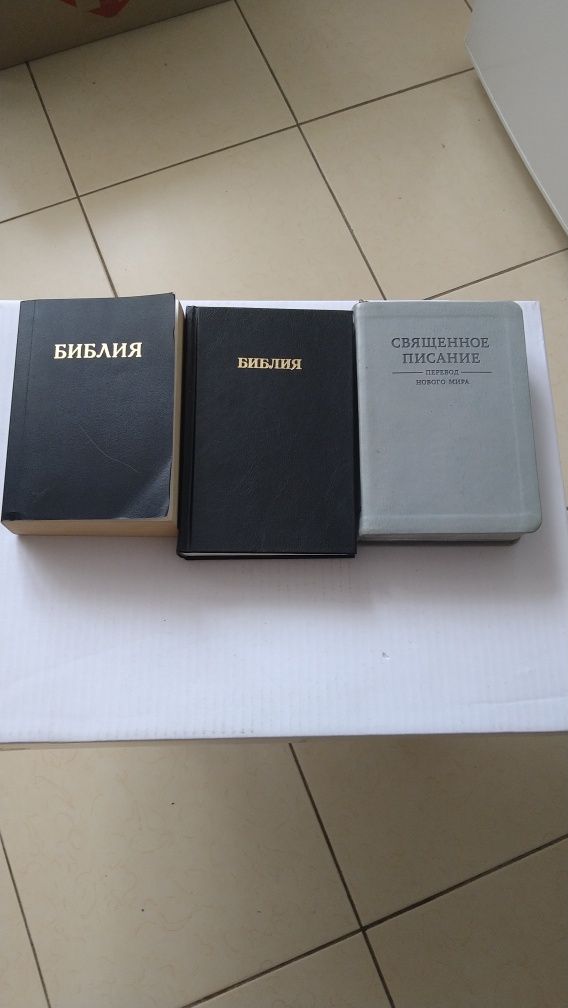 БИБЛИЯ
БИБЛИЯ
СВЯЩЕННОЕ
ПИСАНИЕ
ПЕРЕВОД
НОВОГО МИРА